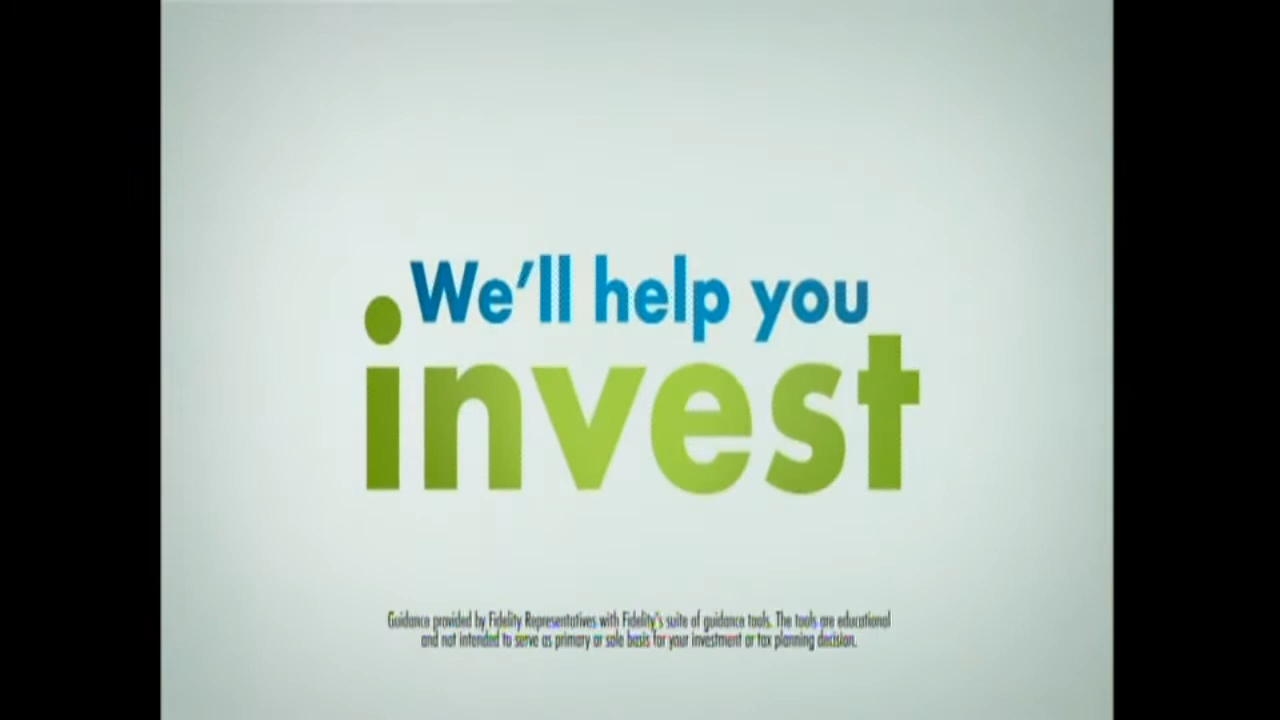 We'll help you
invest
Guidance provided by Fidelity Representatives with Fidelity's suite of guidance tools. The tools are educational
and not intended to serve as primary or sole basis for your investment or tax planning decision.